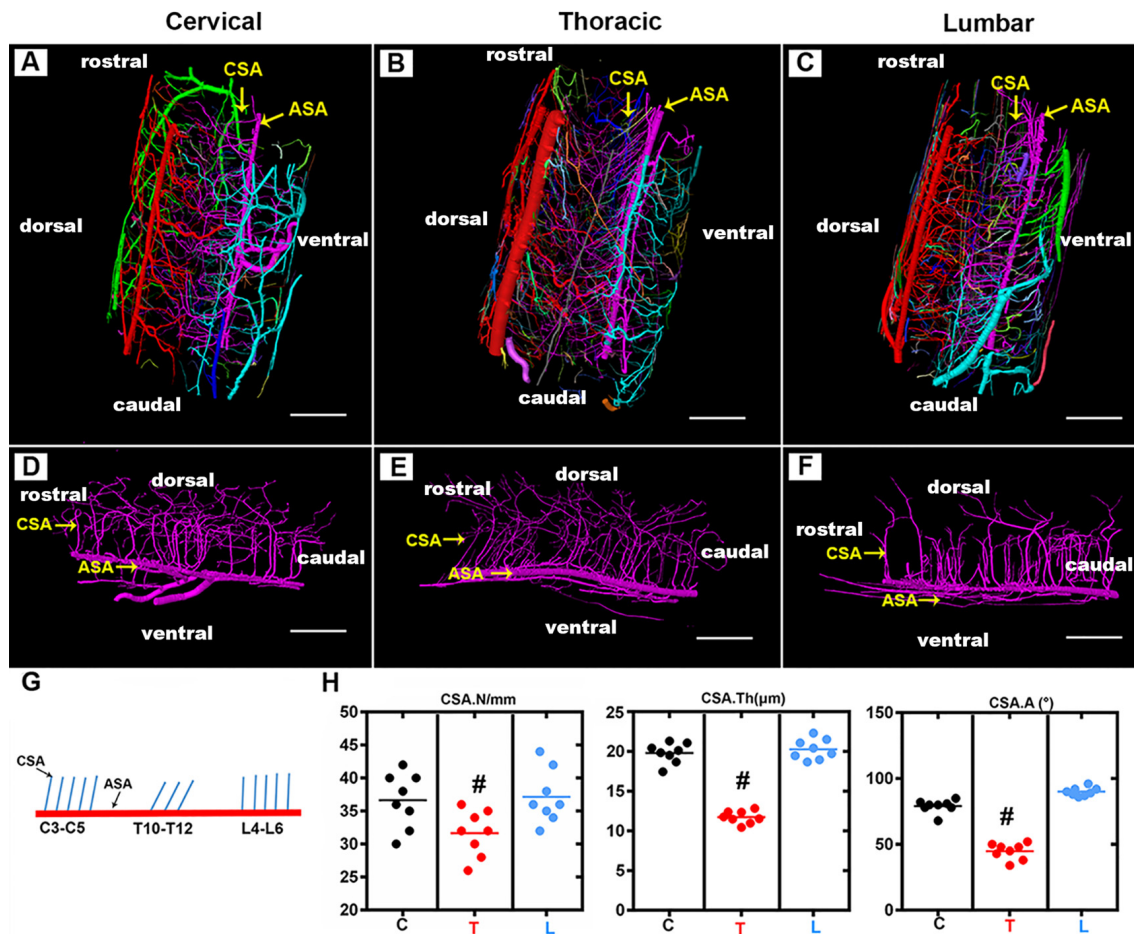 Cervical Thoracic Lumbar
A
rostral
CSA
ASA
dorsal
ventral
caudal
B
rostral
CSA
ASA
dorsal
ventral
caudal
C
rostral
CSA
ASA
dorsal
ventral
caudal
D
dorsal
rostral
CSA
ASA
caudal
ventral
E
dorsal
rostral
CSA
ASA
caudal
ventral
F
dorsal
rostral
CSA
ASA
caudal
ventral
G
CSA
ASA
C3-C5 T10-T12 L4-L6
H
CSA.N/mm
50
45
40
35
30
25
20
#
C T L
CSA.Th(μm)
25
20
15
10
5
0
#
C T L
CSA.A (°)
150
100
50
0
#
C T L